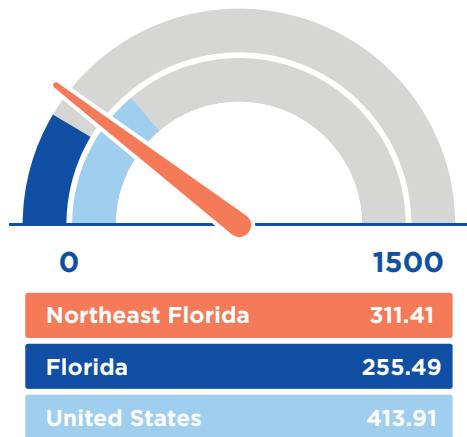 0 1500
Northeast Florida 311.41
Florida 255.49
United States 413.91